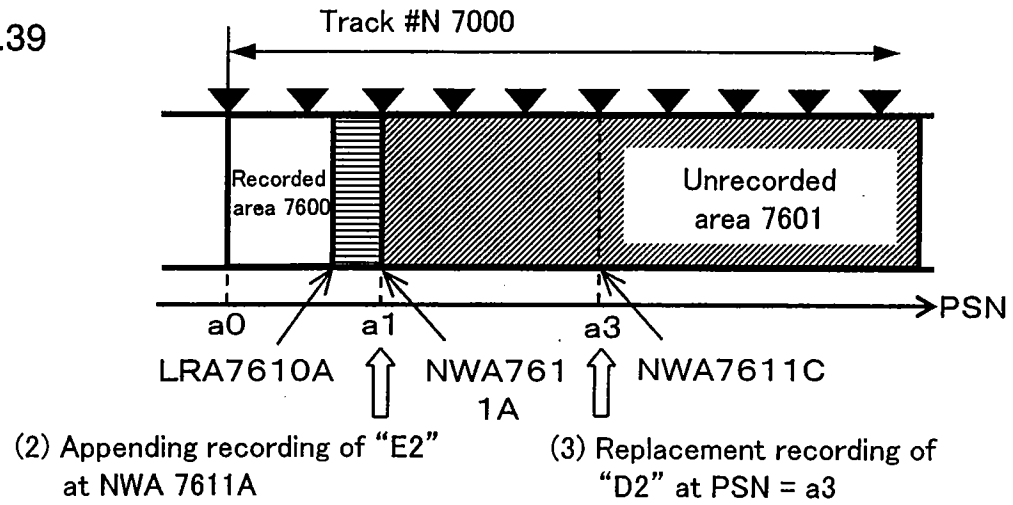 .39
Track #N 7000
Recorded
area 7600
Unrecorded
area 7601
PSN
a0
a1
a3
LRA7610A
NWA761
1A
NWA7611C
(2) Appending recording of “E2”
at NWA 7611A
(3) Replacement recording of
“D2” at PSN = a3